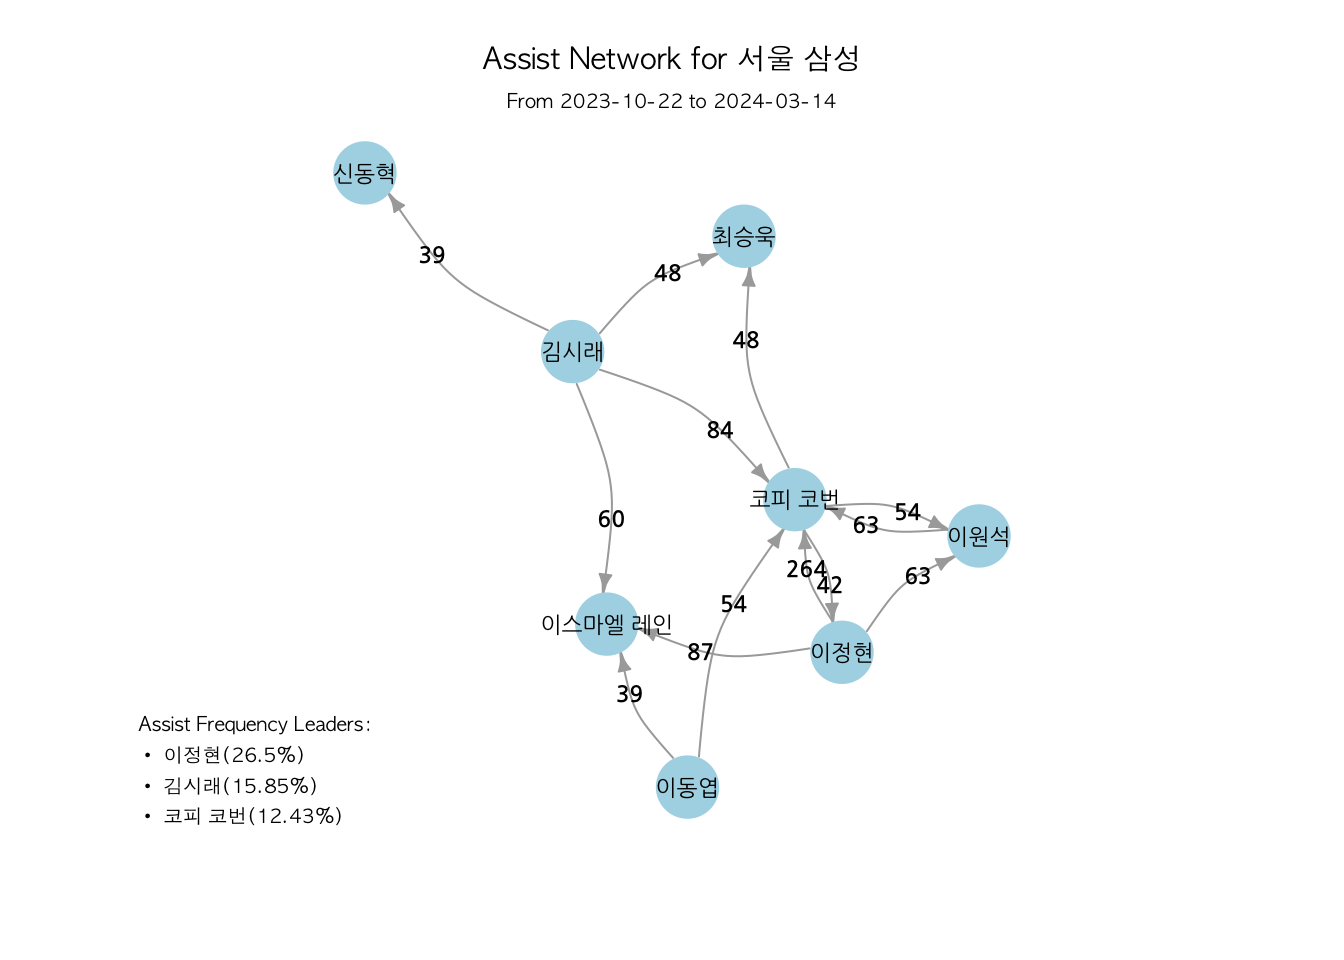 Assist Network for 서울 삼성
From 2023-10-22 to 2024-03-14
신동혁
최승욱
39
48
48
김시래
84
코피 코번
54
60
63
이원석
264
63
42
54
이스마엘 레인
87
이정현
39
Assist Frequency Leaders:
• 이정현(26.5%)
• 김시래(15.85%)
이동엽
• 코피 코번(12.43%)